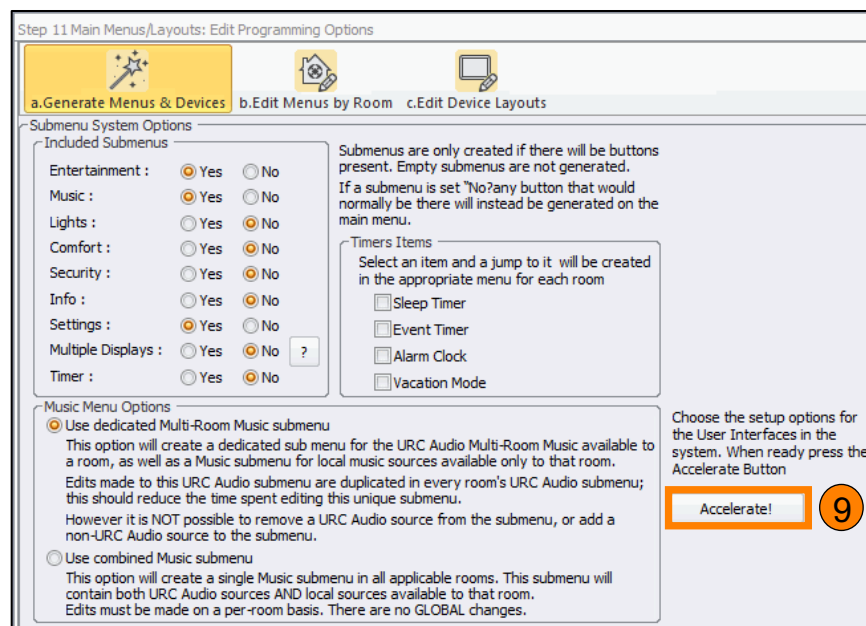 Step 11 Main Menus/Layouts: Edit Programming Options
a.Generate Menus & Devices b.Edit Menus by Room c.Edit Device Layouts
Submenu System Options
Included Submenus
Entertainment : Yes No
Music : Yes No
Lights : Yes No
Comfort : Yes No
Security : Yes No
Info : Yes No
Settings : Yes No
Multiple Displays : Yes No ?
Timer : Yes No
Submenus are only created if there will be buttons
present. Empty submenus are not generated.
If a submenu is set "No?any button that would
normally be there will instead be generated on the
main menu.
Timers Items
Select an item and a jump to it will be created
in the appropriate menu for each room
Sleep Timer
Event Timer
Alarm Clock
Vacation Mode
Music Menu Options
Use dedicated Multi-Room Music submenu
This option will create a dedicated sub menu for the URC Audio Multi-Room Music available to
a room, as well as a Music submenu for local music sources available only to that room.
Edits made to this URC Audio submenu are duplicated in every room's URC Audio submenu;
this should reduce the time spent editing this unique submenu.
However it is NOT possible to remove a URC Audio source from the submenu, or add a
non-URC Audio source to the submenu.
Use combined Music submenu
This option will create a single Music submenu in all applicable rooms. This submenu will
contain both URC Audio sources AND local sources available to that room.
Edits must be made on a per-room basis. There are no GLOBAL changes.
Choose the setup options for
the User Interfaces in the
system. When ready press the
Accelerate Button
Accelerate! 9